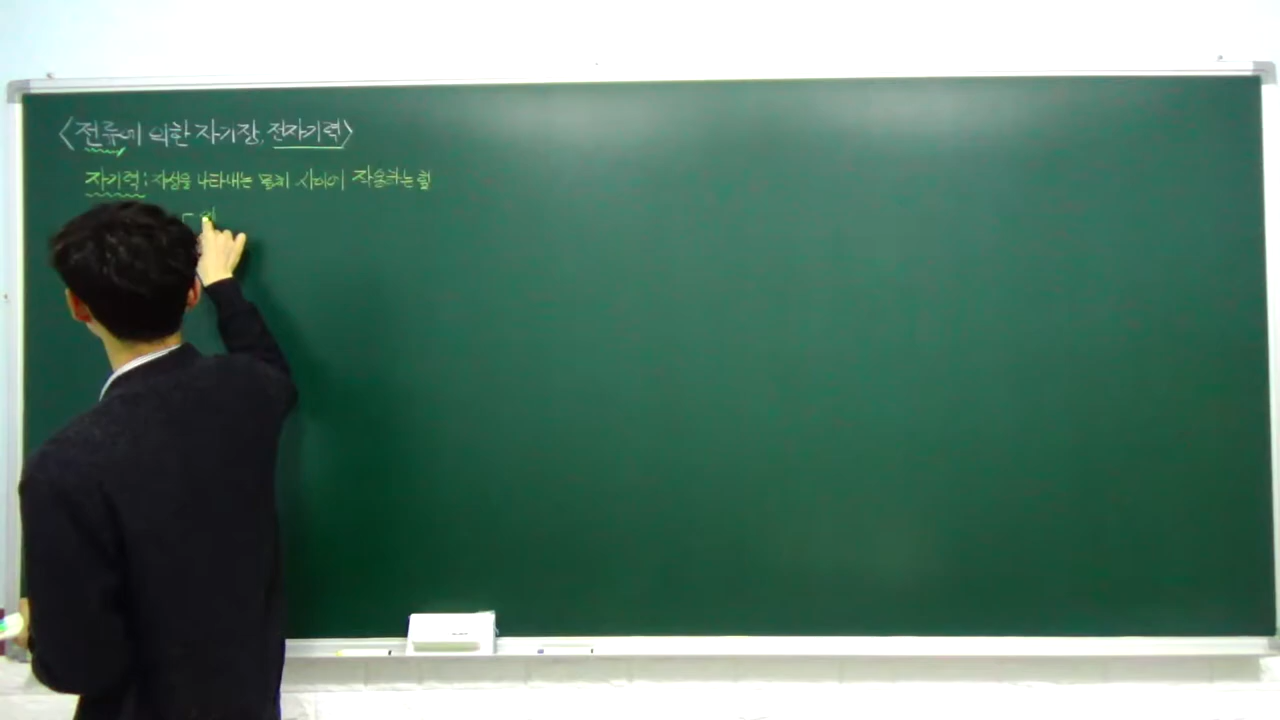 <전류에 의한 자기장, 전자기력>
자기력 : 자성을 나타내는 물체 사이에 작용하는 힘